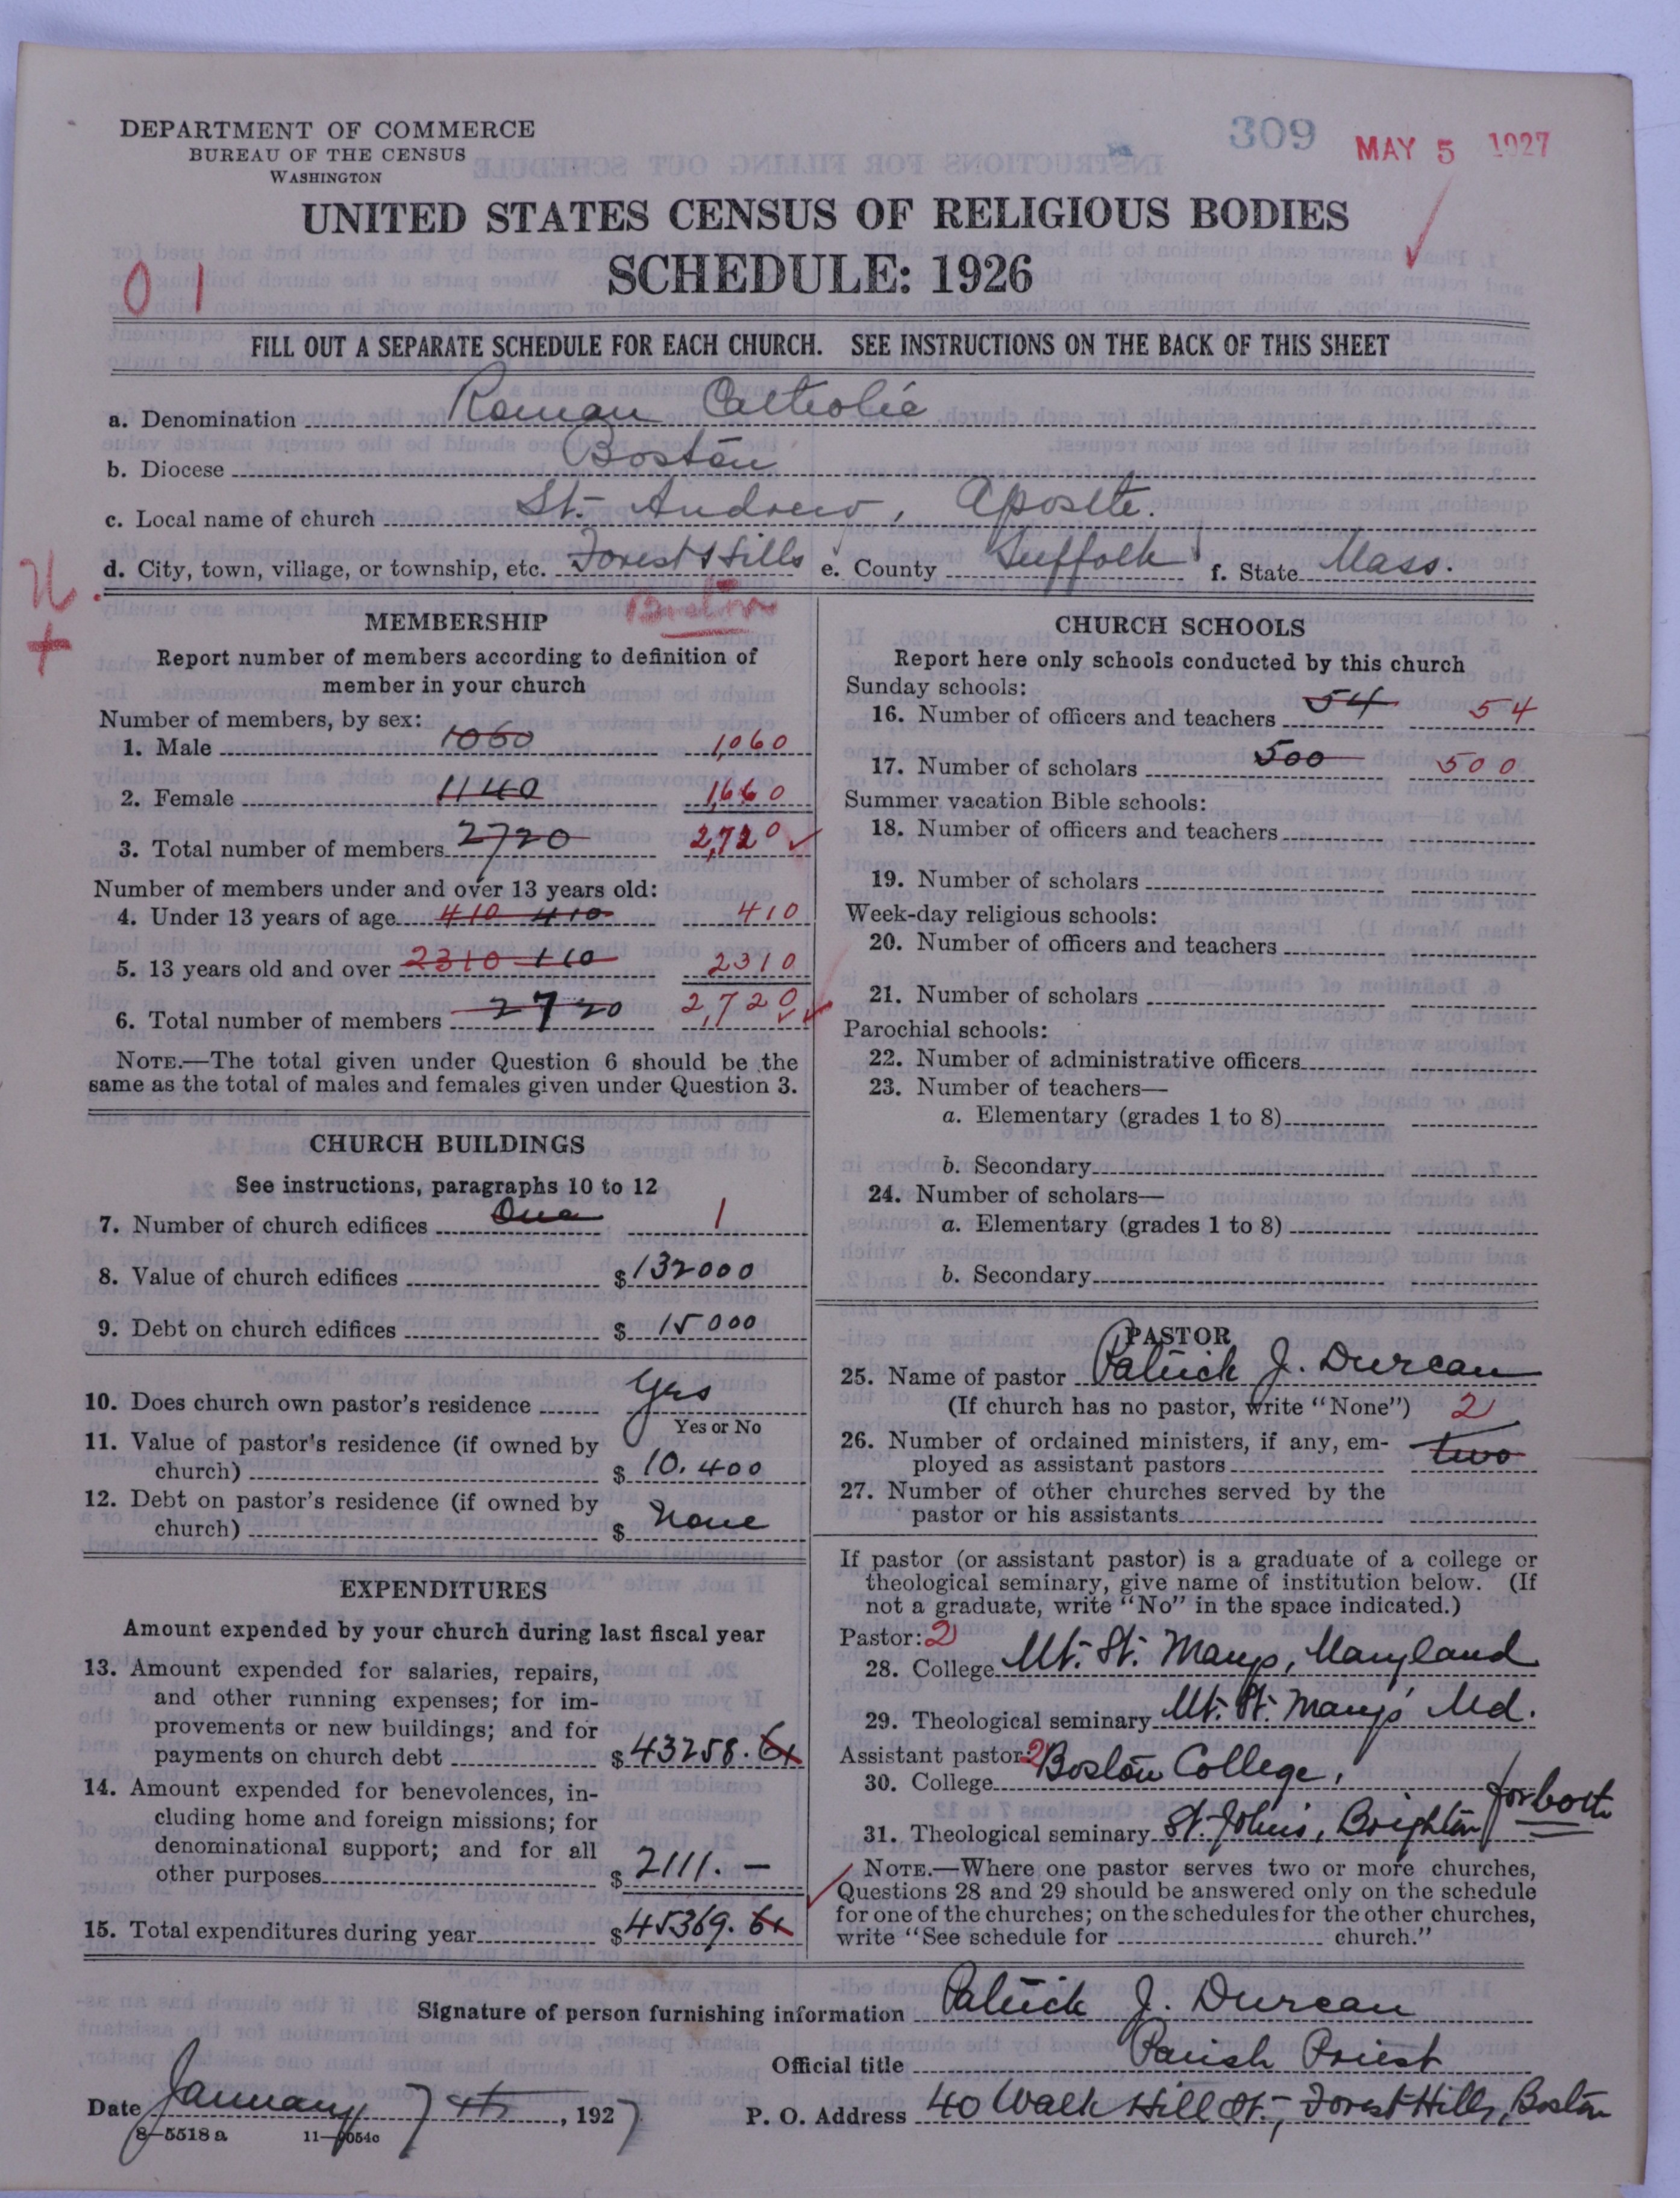 DEPARTMENT OF COMMERCE
BUREAU OF THE CENSUS
WASHINGTON
309
MAY 5 1927
UNITED STATES CENSUS OF RELIGIOUS BODIES
SCHEDULE: 1926
0 1
FILL OUT A SEPARATE SCHEDULE FOR EACH CHURCH. SEE INSTRUCTIONS ON THE BACK OF THIS SHEET
a. Denomination Roman Catholic
b. Diocese Boston
c. Local name of church St. Andrew, Apostle.
d. City, town, village, or township, etc. Forest Hills e. County Suffolk f. State Mass.
Boston
MEMBERSHIP
Report number of members according to definition of
member in your church
Number of members, by sex:
1. Male 1060 1,060
2. Female 1140 1,660
3. Total number of members 2720 2,720
Number of members under and over 13 years old:
4. Under 13 years of age 410 410 410
5. 13 years old and over 2310 110 2310
6. Total number of members 2720 2,720
NOTE.—The total given under Question 6 should be the
same as the total of males and females given under Question 3.
CHURCH BUILDINGS
See instructions, paragraphs 10 to 12
7. Number of church edifices One 1
8. Value of church edifices $132000
9. Debt on church edifices $15000
10. Does church own pastor's residence Yes
Yes or No
11. Value of pastor's residence (if owned by
church) $10.400
12. Debt on pastor's residence (if owned by
church) $None
EXPENDITURES
Amount expended by your church during last fiscal year
13. Amount expended for salaries, repairs,
and other running expenses; for im-
provements or new buildings; and for
payments on church debt $43258.61
14. Amount expended for benevolences, in-
cluding home and foreign missions; for
denominational support; and for all
other purposes $2111.—
15. Total expenditures during year $45369.61
CHURCH SCHOOLS
Report here only schools conducted by this church
Sunday schools:
16. Number of officers and teachers 54 54
17. Number of scholars 500 500
Summer vacation Bible schools:
18. Number of officers and teachers
19. Number of scholars
Week-day religious schools:
20. Number of officers and teachers
21. Number of scholars
Parochial schools:
22. Number of administrative officers
23. Number of teachers—
a. Elementary (grades 1 to 8)
b. Secondary
24. Number of scholars—
a. Elementary (grades 1 to 8)
b. Secondary
PASTOR
25. Name of pastor Patrick J. Durcan
(If church has no pastor, write "None") 2
26. Number of ordained ministers, if any, em-
ployed as assistant pastors two
27. Number of other churches served by the
pastor or his assistants
If pastor (or assistant pastor) is a graduate of a college or
theological seminary, give name of institution below. (If
not a graduate, write "No" in the space indicated.)
Pastor: 2
28. College Mt. St. Marys, Maryland
29. Theological seminary Mt. St. Mary's Md.
Assistant pastor: 2
30. College Boston College,
31. Theological seminary St. John's, Brighton for both
NOTE.—Where one pastor serves two or more churches,
Questions 28 and 29 should be answered only on the schedule
for one of the churches; on the schedules for the other churches,
write "See schedule for church."
Signature of person furnishing information Patrick J. Durcan
Official title Parish Priest
Date January 7th, 1927
P. O. Address 40 Walk Hill St., Forest Hills, Boston
8—5518 a 11—9054c